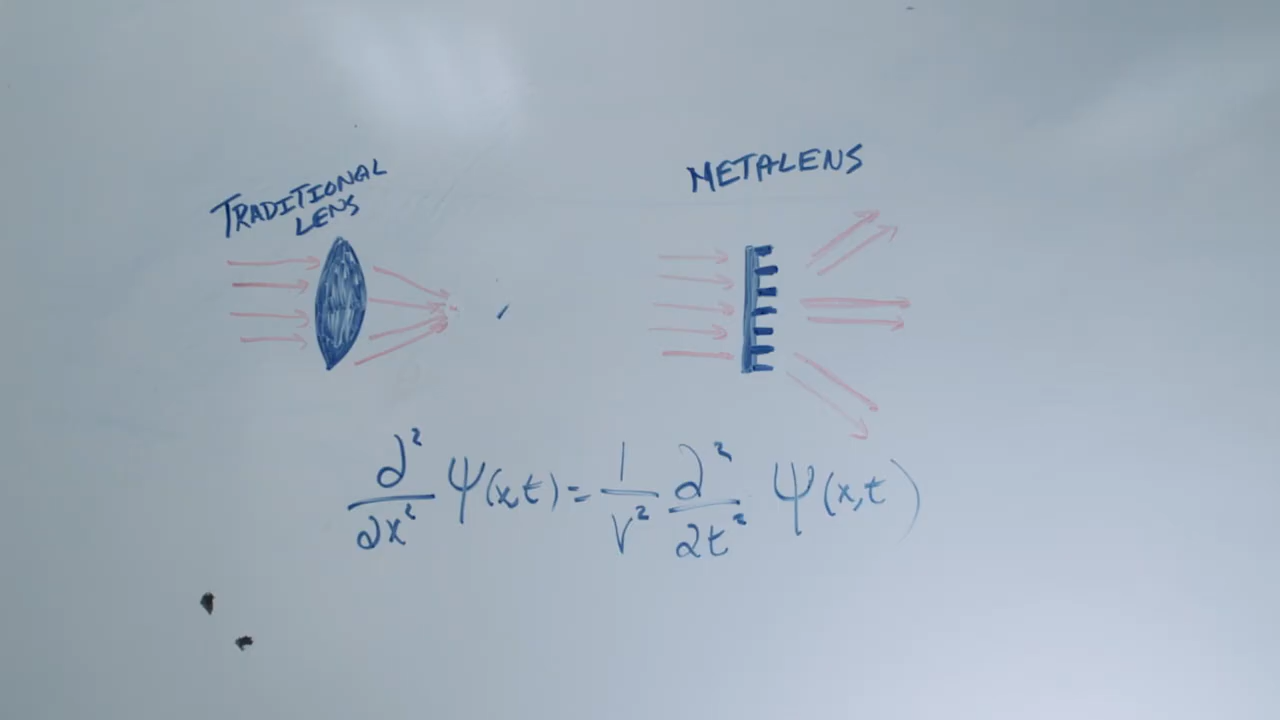 TRADITIONAL
LENS
METALENS
∂²/∂x² Ψ(x,t) = 1/V² ∂²/∂t² Ψ(x,t)